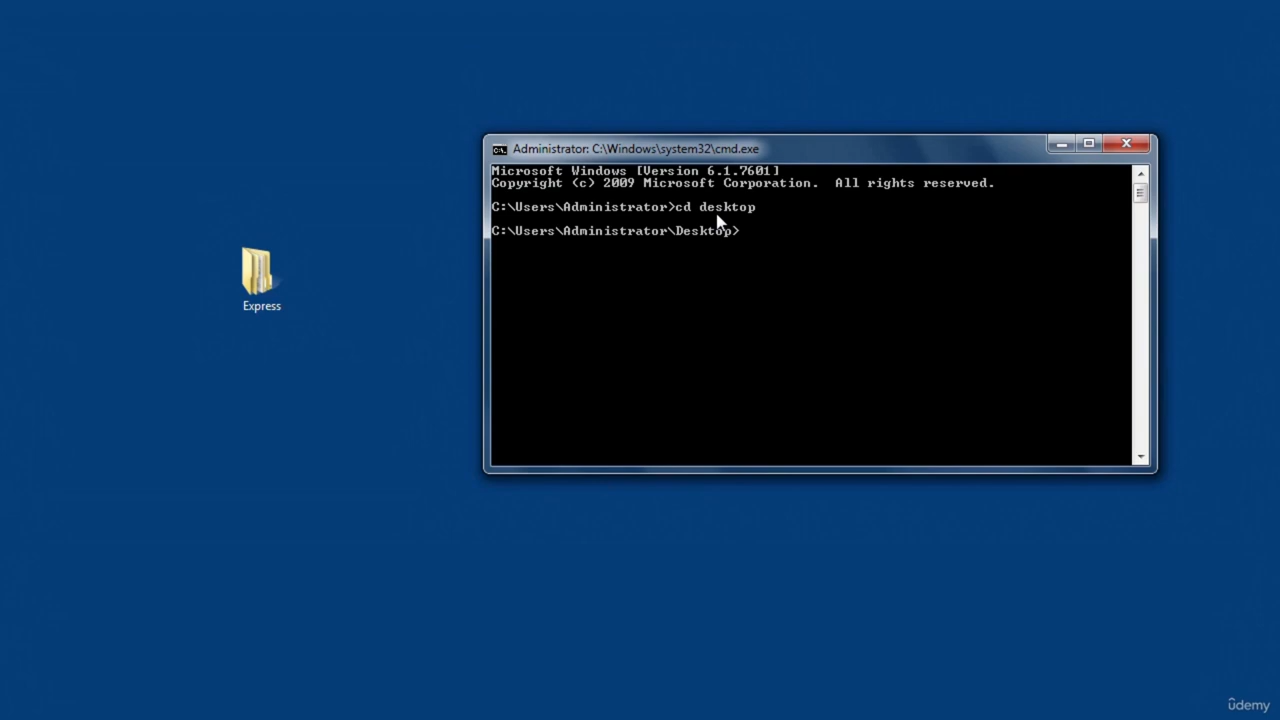 Administrator: C:\Windows\system32\cmd.exe
Microsoft Windows [Version 6.1.7601]
Copyright (c) 2009 Microsoft Corporation.  All rights reserved.
C:\Users\Administrator>cd desktop
C:\Users\Administrator\Desktop>
Express
ûdemy